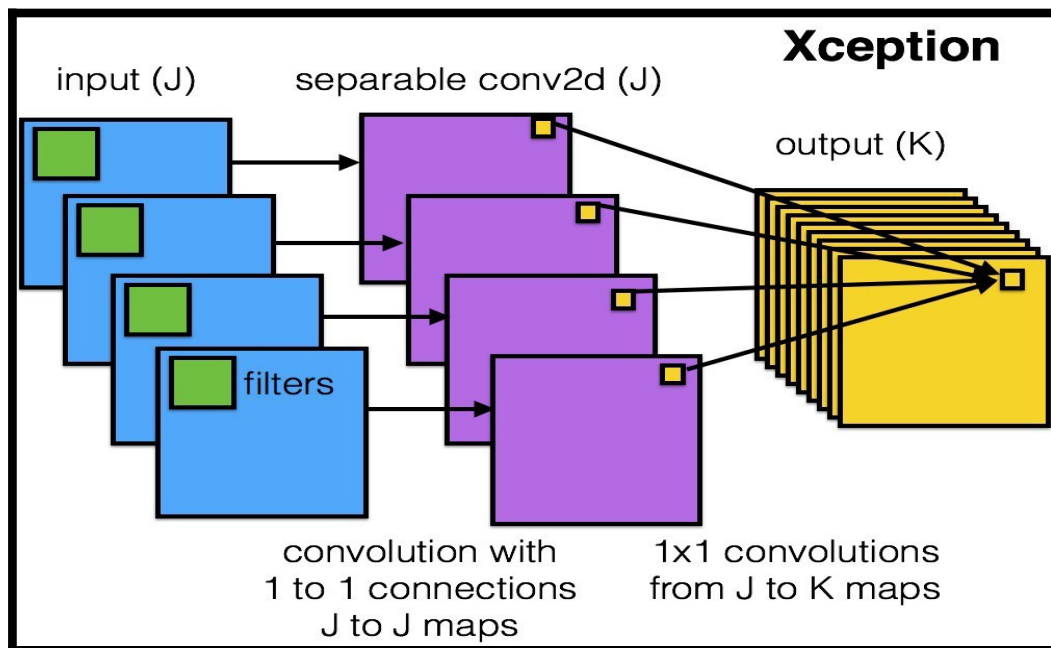 Xception
input (J)
separable conv2d (J)
output (K)
filters
convolution with
1 to 1 connections
J to J maps
1x1 convolutions
from J to K maps